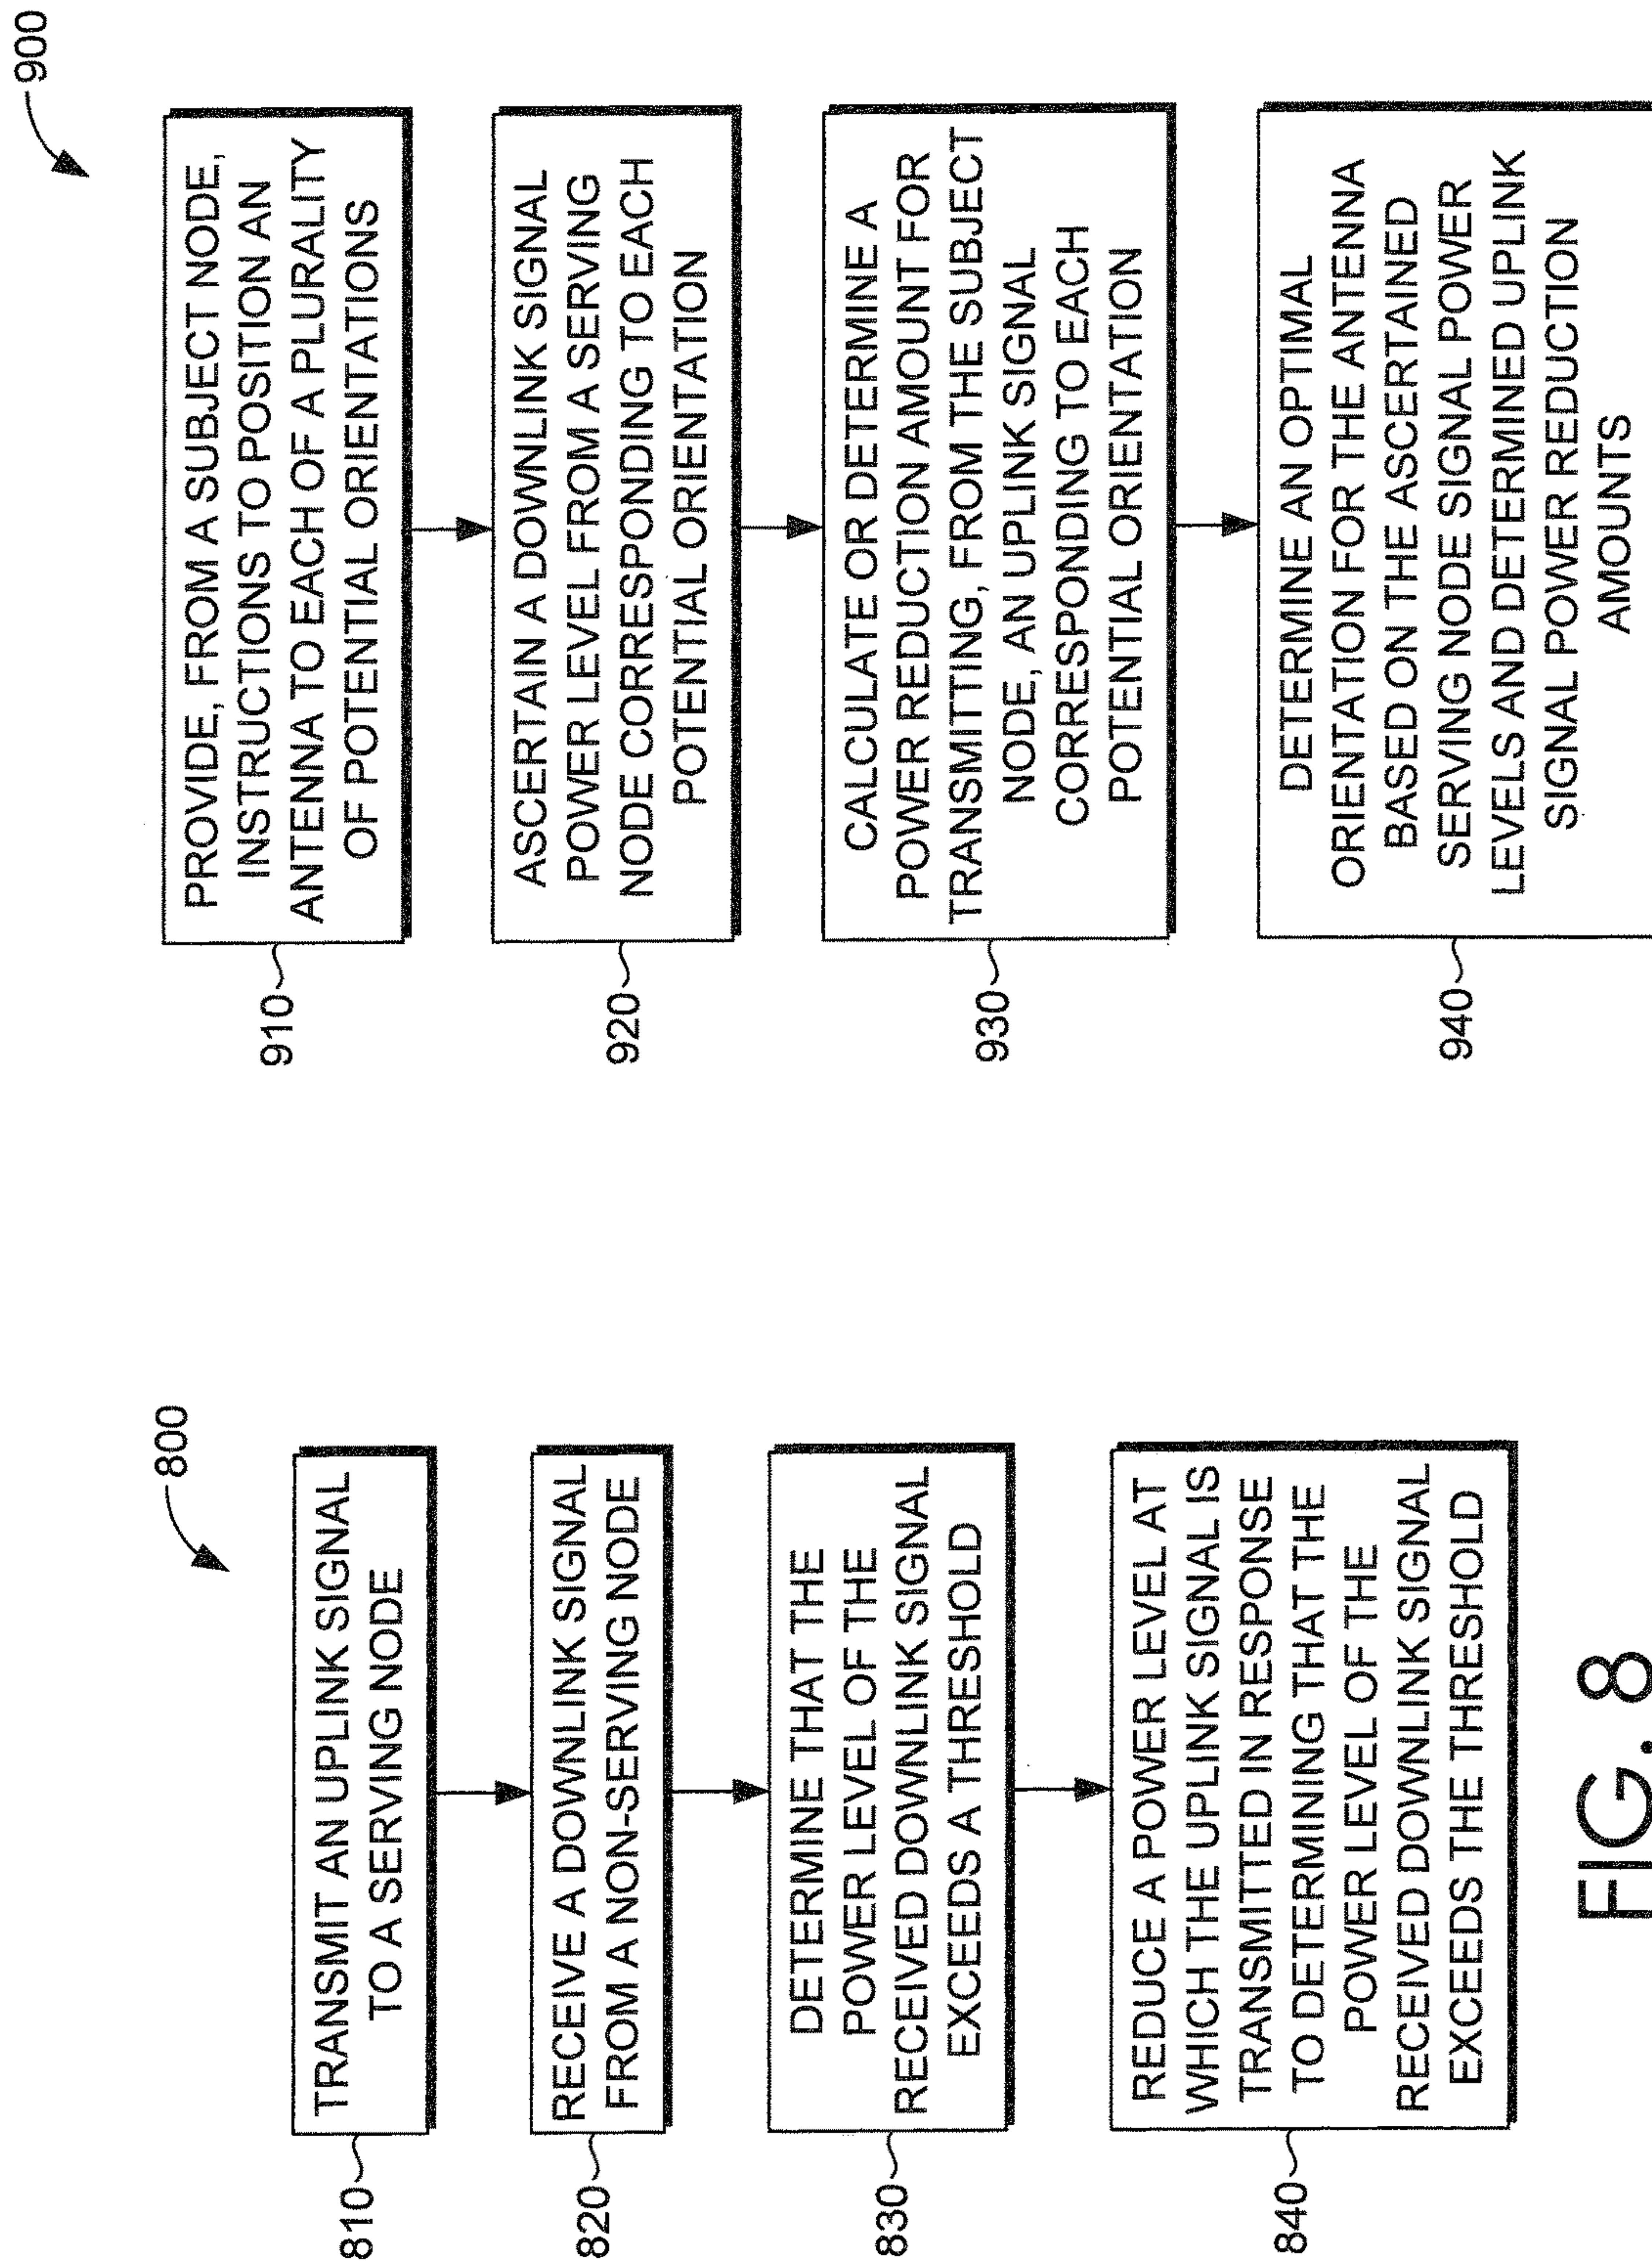 800
810
TRANSMIT AN UPLINK SIGNAL
TO A SERVING NODE
820
RECEIVE A DOWNLINK SIGNAL
FROM A NON-SERVING NODE
830
DETERMINE THAT THE
POWER LEVEL OF THE
RECEIVED DOWNLINK SIGNAL
EXCEEDS A THRESHOLD
840
REDUCE A POWER LEVEL AT
WHICH THE UPLINK SIGNAL IS
TRANSMITTED IN RESPONSE
TO DETERMINING THAT THE
POWER LEVEL OF THE
RECEIVED DOWNLINK SIGNAL
EXCEEDS THE THRESHOLD
FIG. 8
900
910
PROVIDE, FROM A SUBJECT NODE,
INSTRUCTIONS TO POSITION AN
ANTENNA TO EACH OF A PLURALITY
OF POTENTIAL ORIENTATIONS
920
ASCERTAIN A DOWNLINK SIGNAL
POWER LEVEL FROM A SERVING
NODE CORRESPONDING TO EACH
POTENTIAL ORIENTATION
930
CALCULATE OR DETERMINE A
POWER REDUCTION AMOUNT FOR
TRANSMITTING, FROM THE SUBJECT
NODE, AN UPLINK SIGNAL
CORRESPONDING TO EACH
POTENTIAL ORIENTATION
940
DETERMINE AN OPTIMAL
ORIENTATION FOR THE ANTENNA
BASED ON THE ASCERTAINED
SERVING NODE SIGNAL POWER
LEVELS AND DETERMINED UPLINK
SIGNAL POWER REDUCTION
AMOUNTS